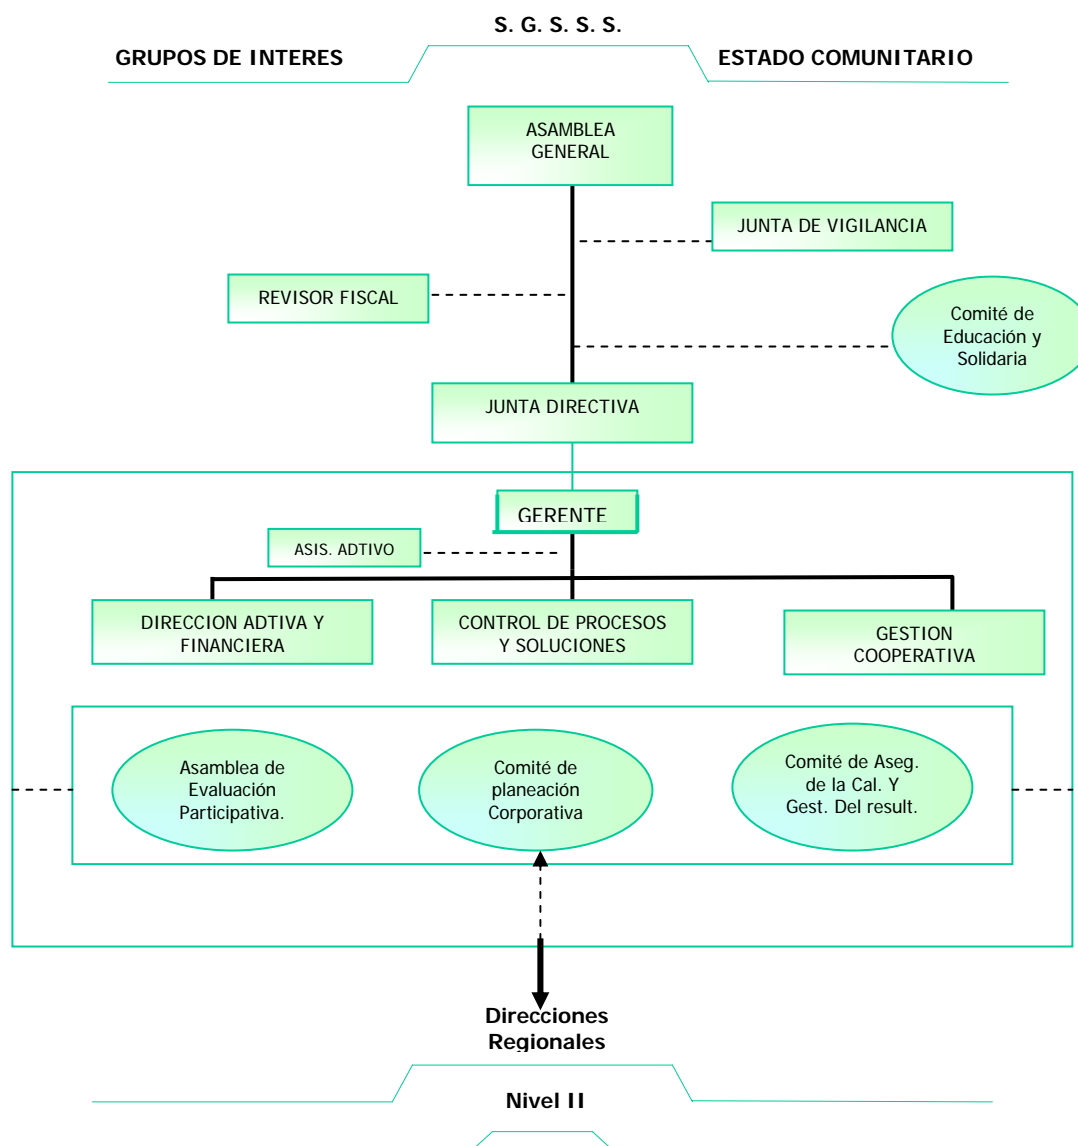 S. G. S. S. S.
GRUPOS DE INTERES
ESTADO COMUNITARIO
ASAMBLEA
GENERAL
JUNTA DE VIGILANCIA
REVISOR FISCAL
Comité de
Educación y
Solidaria
JUNTA DIRECTIVA
GERENTE
ASIS. ADTIVO
DIRECCION ADTIVA Y
FINANCIERA
CONTROL DE PROCESOS
Y SOLUCIONES
GESTION
COOPERATIVA
Asamblea de
Evaluación
Participativa.
Comité de
planeación
Corporativa
Comité de Aseg.
de la Cal. Y
Gest. Del result.
Direcciones
Regionales
Nivel II